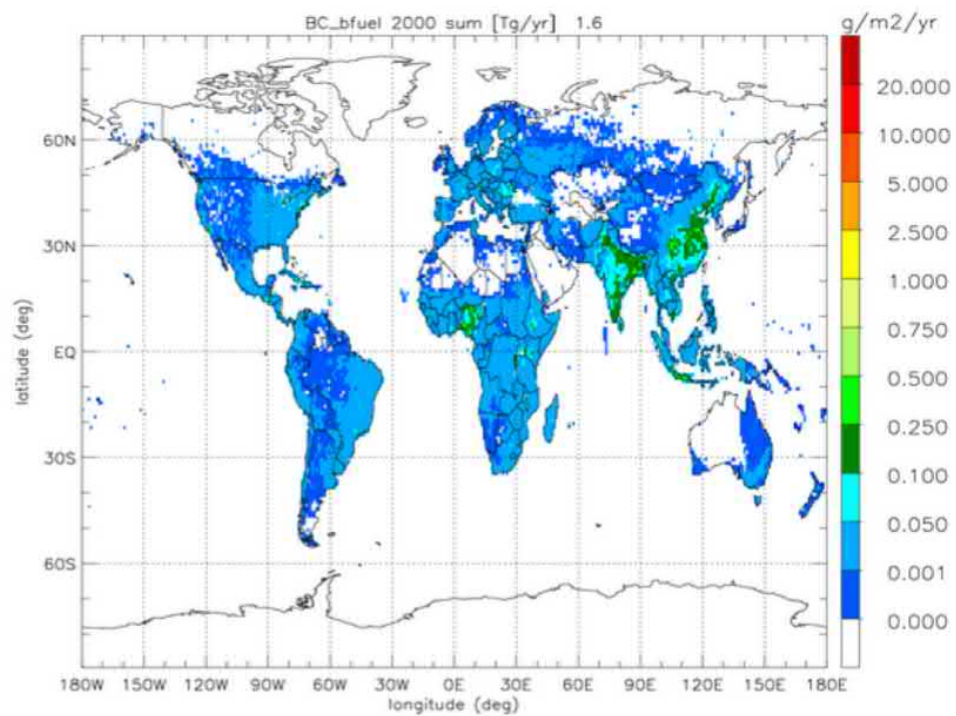 BC_bfuel 2000 sum [Tg/yr] 1.6
g/m2/yr
20.000
10.000
5.000
2.500
1.000
0.750
0.500
0.250
0.100
0.050
0.001
0.000
latitude (deg)
60N
30N
EQ
30S
60S
180W 150W 120W 90W 60W 30W 0E 30E 60E 90E 120E 150E 180E
longitude (deg)